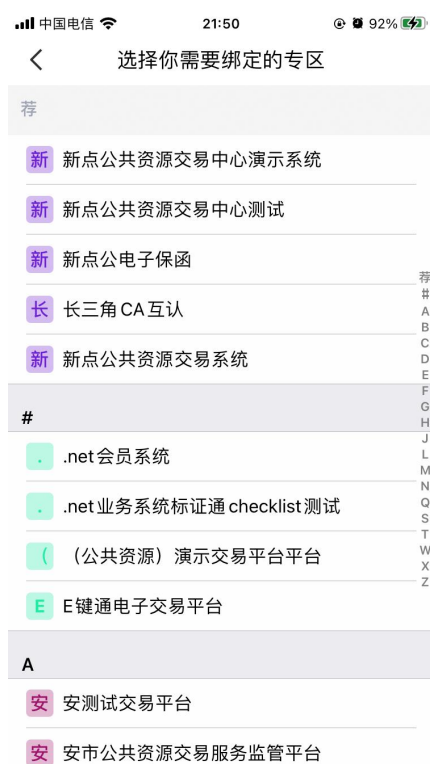 中国电信 21:50 92%
选择你需要绑定的专区
荐
新 新点公共资源交易中心演示系统
新 新点公共资源交易中心测试
新 新点公电子保函
长 长三角CA互认
新 新点公共资源交易系统
#
. .net会员系统
. .net业务系统标证通checklist测试
（ （公共资源）演示交易平台平台
E E键通电子交易平台
A
安 安测试交易平台
安 安市公共资源交易服务监管平台
荐
#
A
B
C
D
E
F
G
H
J
L
M
N
Q
S
T
W
X
Z